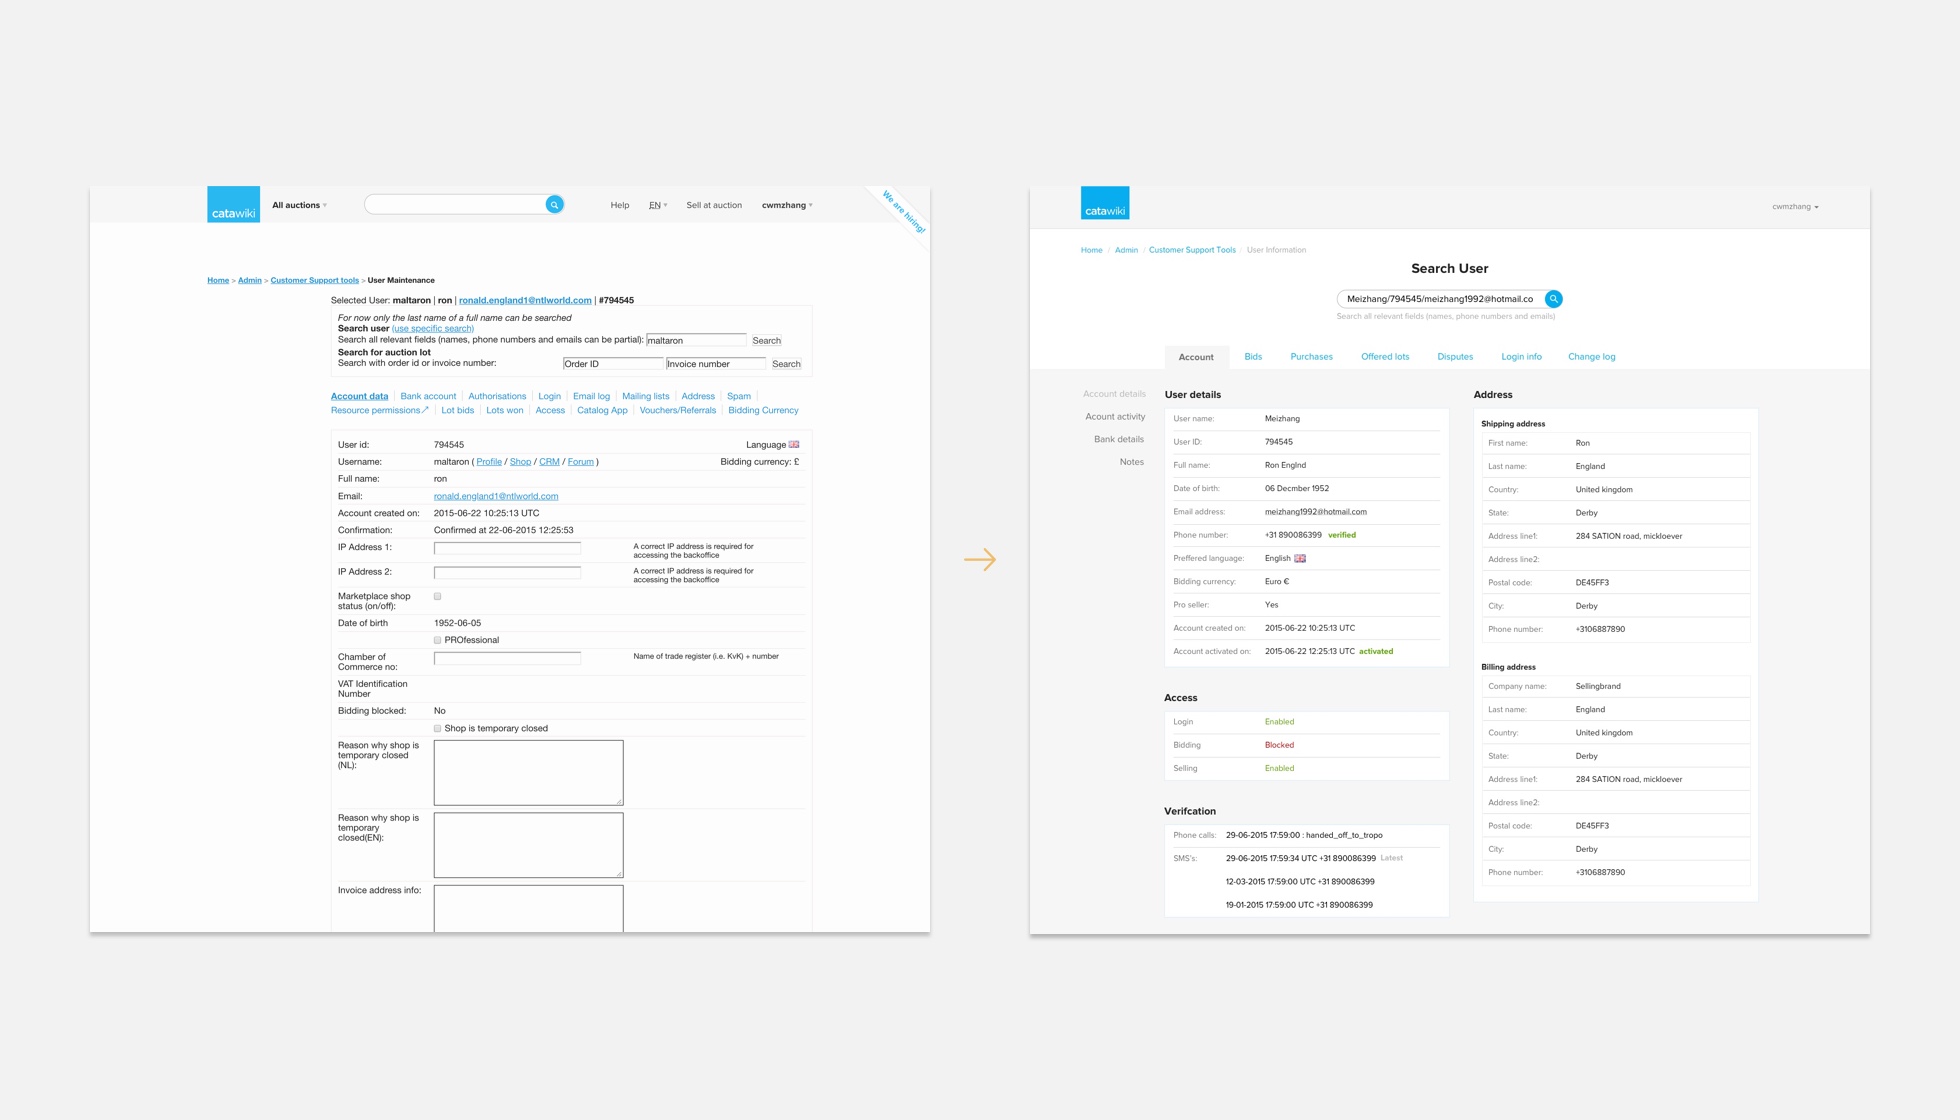 catawiki
All auctions
Help
EN
Sell at auction
cwmzhang
We are hiring!
Home > Admin > Customer Support tools > User Maintenance
Selected User: maltaron | ron | ronald.england1@ntlworld.com | #794545
For now only the last name of a full name can be searched
Search user (use specific search)
Search all relevant fields (names, phone numbers and emails can be partial): maltaron Search
Search for auction lot
Search with order id or invoice number: Order ID Invoice number Search
Account data | Bank account | Authorisations | Login | Email log | Mailing lists | Address | Spam |
Resource permissions↗ | Lot bids | Lots won | Access | Catalog App | Vouchers/Referrals | Bidding Currency
User id: 794545 Language
Username: maltaron ( Profile / Shop / CRM / Forum ) Bidding currency: £
Full name: ron
Email: ronald.england1@ntlworld.com
Account created on: 2015-06-22 10:25:13 UTC
Confirmation: Confirmed at 22-06-2015 12:25:53
IP Address 1: A correct IP address is required for
accessing the backoffice
IP Address 2: A correct IP address is required for
accessing the backoffice
Marketplace shop
status (on/off):
Date of birth 1952-06-05
PROfessional
Chamber of Name of trade register (i.e. KvK) + number
Commerce no:
VAT Identification
Number
Bidding blocked: No
Shop is temporary closed
Reason why shop is
temporary closed
(NL):
Reason why shop is
temporary
closed(EN):
Invoice address info:
catawiki
cwmzhang
Home / Admin / Customer Support Tools / User Information
Search User
Meizhang/794545/meizhang1992@hotmail.co
Search all relevant fields (names, phone numbers and emails)
Account Bids Purchases Offered lots Disputes Login info Change log
Account details
Acount activity
Bank details
Notes
User details
User name: Meizhang
User ID: 794545
Full name: Ron Englnd
Date of birth: 06 Decmber 1952
Email address: meizhang1992@hotmail.com
Phone number: +31 890086399 verified
Preffered language: English
Bidding currency: Euro €
Pro seller: Yes
Account created on: 2015-06-22 10:25:13 UTC
Account activated on: 2015-06-22 12:25:13 UTC activated
Access
Login Enabled
Bidding Blocked
Selling Enabled
Verifcation
Phone calls: 29-06-2015 17:59:00 : handed_off_to_tropo
SMS's: 29-06-2015 17:59:34 UTC +31 890086399 Latest
12-03-2015 17:59:00 UTC +31 890086399
19-01-2015 17:59:00 UTC +31 890086399
Address
Shipping address
First name: Ron
Last name: England
Country: United kingdom
State: Derby
Address line1: 284 SATION road, mickloever
Address line2:
Postal code: DE45FF3
City: Derby
Phone number: +3106887890
Billing address
Company name: Sellingbrand
Last name: England
Country: United kingdom
State: Derby
Address line1: 284 SATION road, mickloever
Address line2:
Postal code: DE45FF3
City: Derby
Phone number: +3106887890